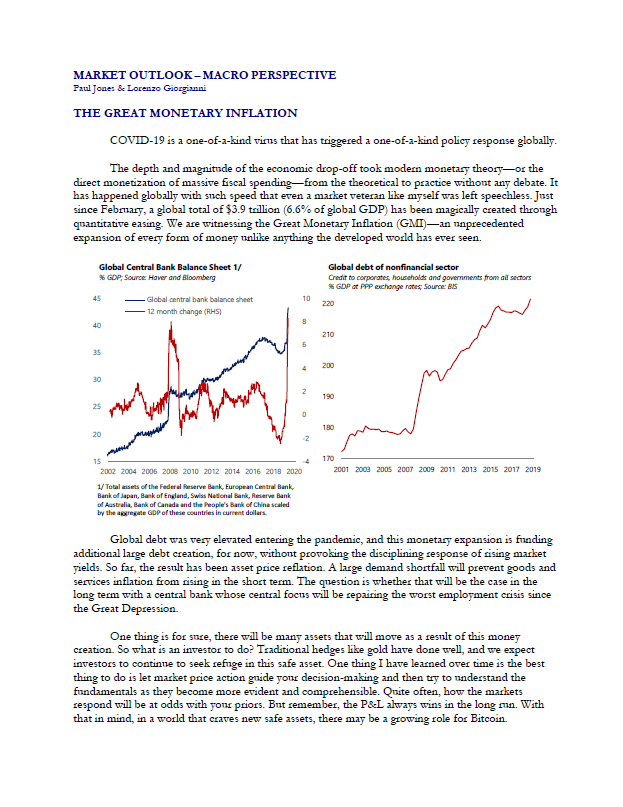 MARKET OUTLOOK – MACRO PERSPECTIVE
Paul Jones & Lorenzo Giorgianni
THE GREAT MONETARY INFLATION
COVID-19 is a one-of-a-kind virus that has triggered a one-of-a-kind policy response globally.
The depth and magnitude of the economic drop-off took modern monetary theory—or the
direct monetization of massive fiscal spending—from the theoretical to practice without any debate. It
has happened globally with such speed that even a market veteran like myself was left speechless. Just
since February, a global total of $3.9 trillion (6.6% of global GDP) has been magically created through
quantitative easing. We are witnessing the Great Monetary Inflation (GMI)—an unprecedented
expansion of every form of money unlike anything the developed world has ever seen.
Global Central Bank Balance Sheet 1/
% GDP; Source: Haver and Bloomberg
45 10
Global central bank balance sheet
12 month change (RHS)
40 8
35 6
30 4
25 2
20 0
15 -2
-4
2002 2004 2006 2008 2010 2012 2014 2016 2018 2020
1/ Total assets of the Federal Reserve Bank, European Central Bank,
Bank of Japan, Bank of England, Swiss National Bank, Reserve Bank
of Australia, Bank of Canada and the People's Bank of China scaled
by the aggregate GDP of these countries in current dollars.
Global debt of nonfinancial sector
Credit to corporates, households and governments from all sectors
% GDP at PPP exchange rates; Source: BIS
220
210
200
190
180
170
2001 2003 2005 2007 2009 2011 2013 2015 2017 2019
Global debt was very elevated entering the pandemic, and this monetary expansion is funding
additional large debt creation, for now, without provoking the disciplining response of rising market
yields. So far, the result has been asset price reflation. A large demand shortfall will prevent goods and
services inflation from rising in the short term. The question is whether that will be the case in the
long term with a central bank whose central focus will be repairing the worst employment crisis since
the Great Depression.
One thing is for sure, there will be many assets that will move as a result of this money
creation. So what is an investor to do? Traditional hedges like gold have done well, and we expect
investors to continue to seek refuge in this safe asset. One thing I have learned over time is the best
thing to do is let market price action guide your decision-making and then try to understand the
fundamentals as they become more evident and comprehensible. Quite often, how the markets
respond will be at odds with your priors. But remember, the P&L always wins in the long run. With
that in mind, in a world that craves new safe assets, there may be a growing role for Bitcoin.